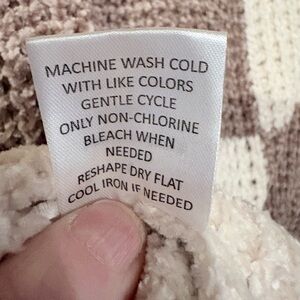 MACHINE WASH COLD
WITH LIKE COLORS
GENTLE CYCLE
ONLY NON-CHLORINE
BLEACH WHEN
NEEDED
RESHAPE DRY FLAT
COOL IRON IF NEEDED